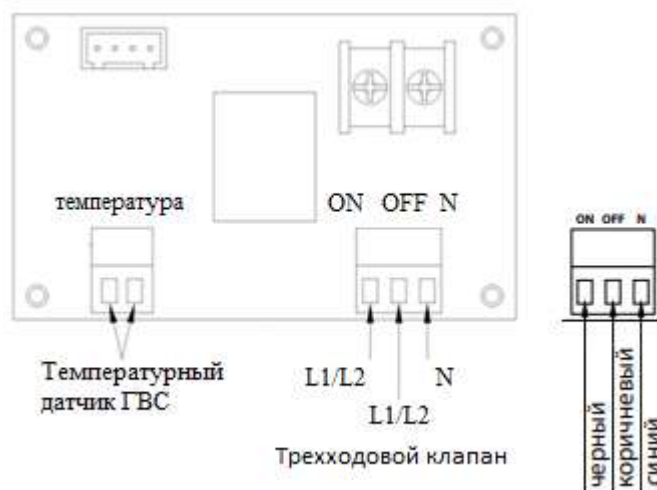 температура
ON OFF N
Температурный
датчик ГВС
L1/L2
N
L1/L2
Трехходовой клапан
ON OFF N
черный
коричневый
синий